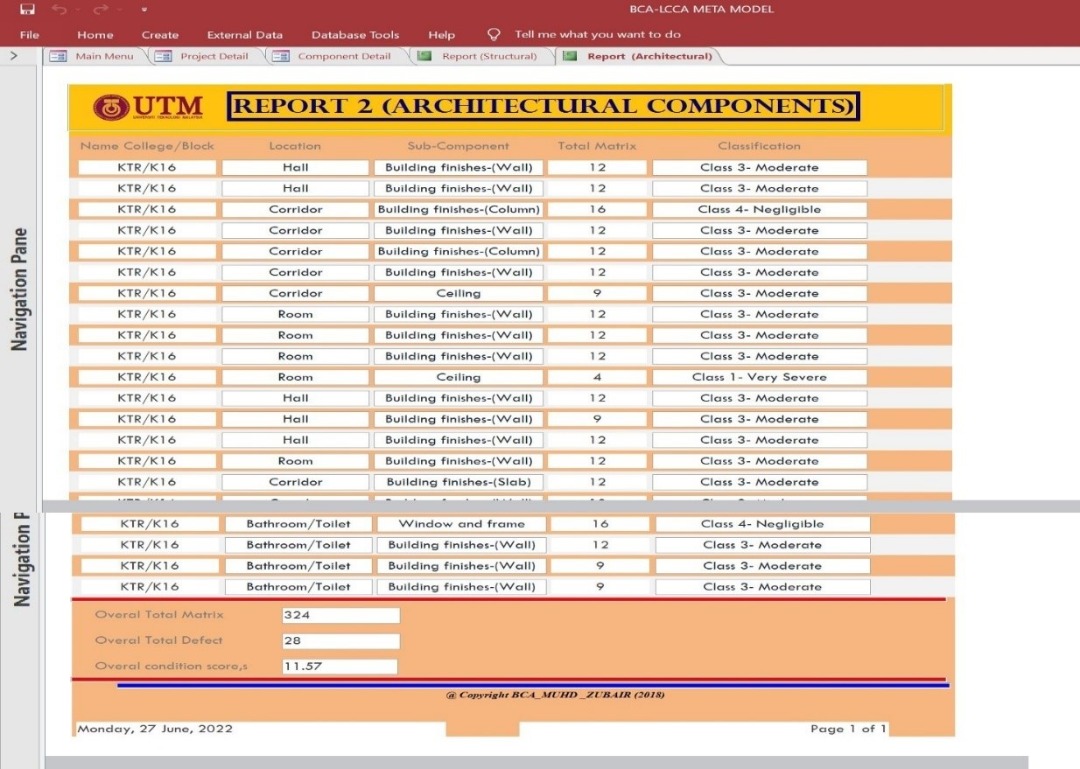 BCA-LCCA META MODEL
File Home Create External Data Database Tools Help Tell me what you want to do
Main Menu Project Detail Component Detail Report (Structural) Report (Architectural)
UTM REPORT 2 (ARCHITECTURAL COMPONENTS)
UNIVERSITI TEKNOLOGI MALAYSIA
Name College/Block Location Sub-Component Total Matrix Classification
KTR/K16 Hall Building finishes-(Wall) 12 Class 3- Moderate
KTR/K16 Hall Building finishes-(Wall) 12 Class 3- Moderate
KTR/K16 Corridor Building finishes-(Column) 16 Class 4- Negligible
KTR/K16 Corridor Building finishes-(Wall) 12 Class 3- Moderate
KTR/K16 Corridor Building finishes-(Column) 12 Class 3- Moderate
KTR/K16 Corridor Building finishes-(Wall) 12 Class 3- Moderate
KTR/K16 Corridor Ceiling 9 Class 3- Moderate
KTR/K16 Room Building finishes-(Wall) 12 Class 3- Moderate
KTR/K16 Room Building finishes-(Wall) 12 Class 3- Moderate
KTR/K16 Room Building finishes-(Wall) 12 Class 3- Moderate
KTR/K16 Room Ceiling 4 Class 1- Very Severe
KTR/K16 Hall Building finishes-(Wall) 12 Class 3- Moderate
KTR/K16 Hall Building finishes-(Wall) 9 Class 3- Moderate
KTR/K16 Hall Building finishes-(Wall) 12 Class 3- Moderate
KTR/K16 Room Building finishes-(Wall) 12 Class 3- Moderate
KTR/K16 Corridor Building finishes-(Slab) 12 Class 3- Moderate
Navigation Pane
KTR/K16 Bathroom/Toilet Window and frame 16 Class 4- Negligible
KTR/K16 Bathroom/Toilet Building finishes-(Wall) 12 Class 3- Moderate
KTR/K16 Bathroom/Toilet Building finishes-(Wall) 9 Class 3- Moderate
KTR/K16 Bathroom/Toilet Building finishes-(Wall) 9 Class 3- Moderate
Navigation P
Overal Total Matrix 324
Overal Total Defect 28
Overal condition score,s 11.57
@ Copyright BCA_MUHD_ZUBAIR (2018)
Monday, 27 June, 2022 Page 1 of 1